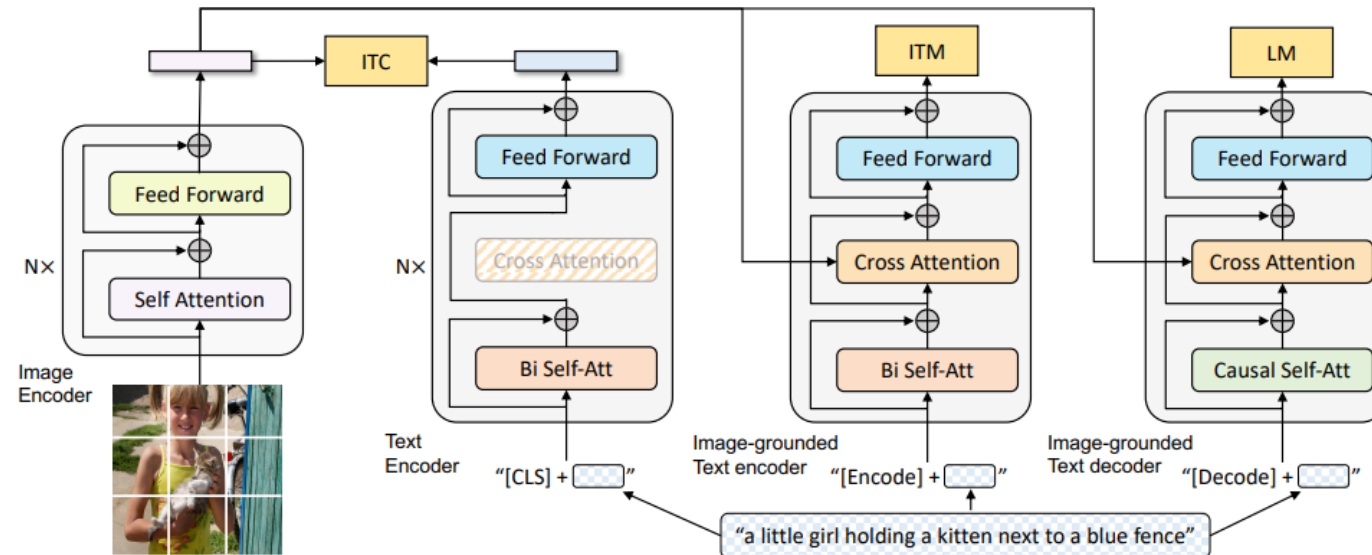 ITC
ITM
LM
Feed Forward
Self Attention
N×
Image
Encoder
Feed Forward
Cross Attention
Bi Self-Att
N×
Text
Encoder
“[CLS] + ”
Feed Forward
Cross Attention
Bi Self-Att
Image-grounded
Text encoder
“[Encode] + ”
Feed Forward
Cross Attention
Causal Self-Att
Image-grounded
Text decoder
“[Decode] + ”
“a little girl holding a kitten next to a blue fence”